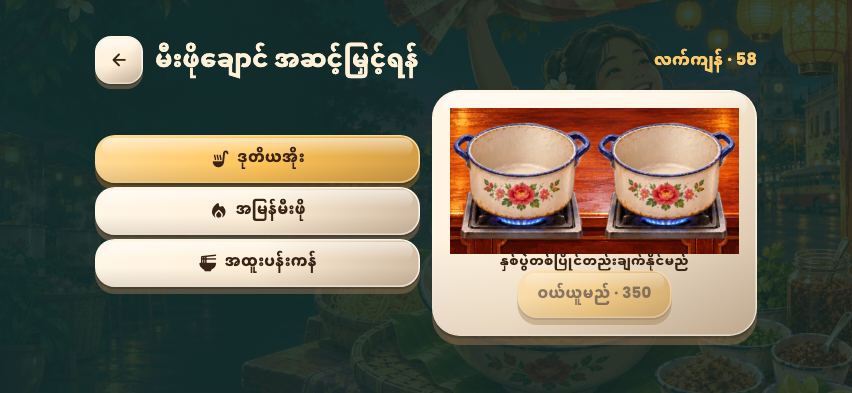 မီးဖိုချောင် အဆင့်မြှင့်ရန်
လက်ကျန် · 58
ဒုတိယအိုး
အမြန်မီးဖို
အထူးပန်းကန်
နှစ်ပွဲတစ်ပြိုင်တည်းချက်နိုင်မည်
ဝယ်ယူမည် · 350